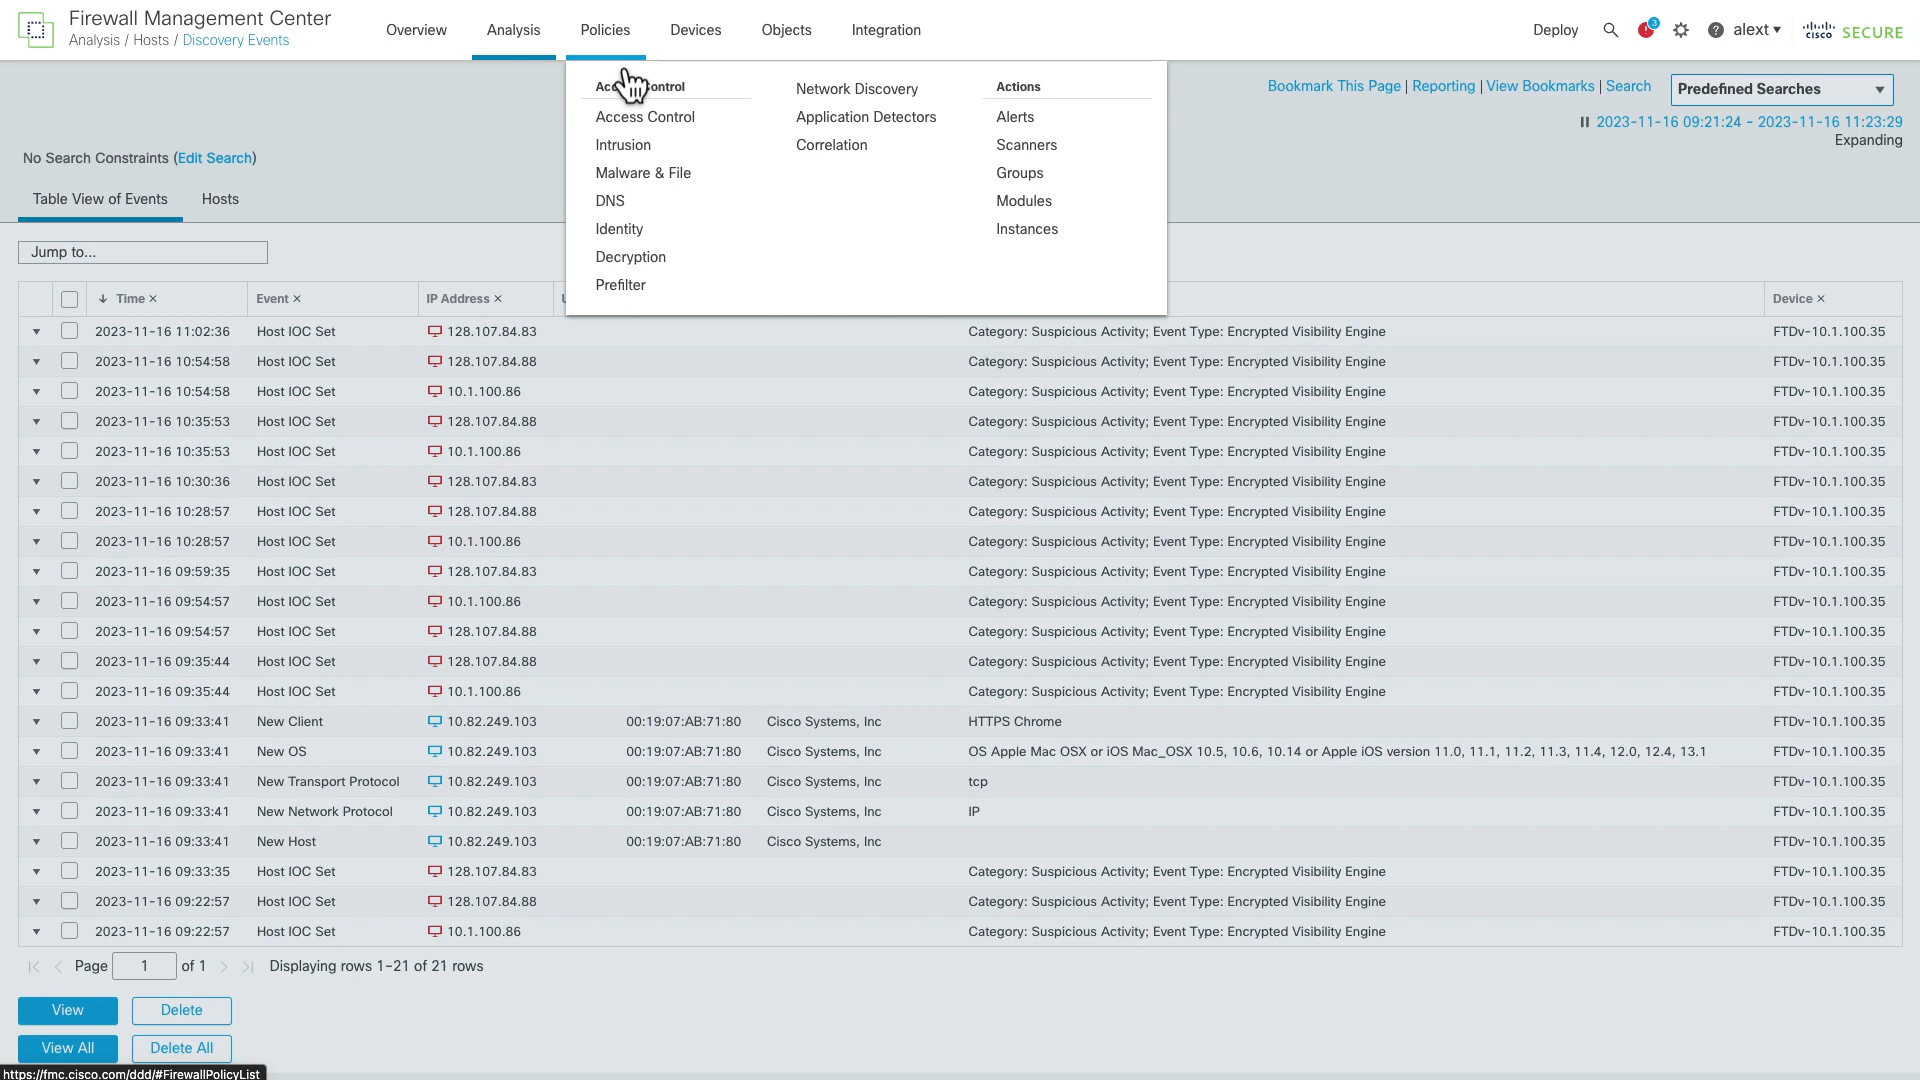 Firewall Management Center
Analysis / Hosts / Discovery Events
Overview Analysis Policies Devices Objects Integration
Deploy 3 alext
cisco SECURE
Access Control
Intrusion
Malware & File
DNS
Identity
Decryption
Prefilter
Network Discovery
Application Detectors
Correlation
Actions
Alerts
Scanners
Groups
Modules
Instances
Bookmark This Page | Reporting | View Bookmarks | Search
Predefined Searches
2023-11-16 09:21:24 - 2023-11-16 11:23:29
Expanding
No Search Constraints (Edit Search)
Table View of Events Hosts
Jump to...
Time × Event × IP Address × Device ×
2023-11-16 11:02:36 Host IOC Set 128.107.84.83 Category: Suspicious Activity; Event Type: Encrypted Visibility Engine FTDv-10.1.100.35
2023-11-16 10:54:58 Host IOC Set 128.107.84.88 Category: Suspicious Activity; Event Type: Encrypted Visibility Engine FTDv-10.1.100.35
2023-11-16 10:54:58 Host IOC Set 10.1.100.86 Category: Suspicious Activity; Event Type: Encrypted Visibility Engine FTDv-10.1.100.35
2023-11-16 10:35:53 Host IOC Set 128.107.84.88 Category: Suspicious Activity; Event Type: Encrypted Visibility Engine FTDv-10.1.100.35
2023-11-16 10:35:53 Host IOC Set 10.1.100.86 Category: Suspicious Activity; Event Type: Encrypted Visibility Engine FTDv-10.1.100.35
2023-11-16 10:30:36 Host IOC Set 128.107.84.83 Category: Suspicious Activity; Event Type: Encrypted Visibility Engine FTDv-10.1.100.35
2023-11-16 10:28:57 Host IOC Set 128.107.84.88 Category: Suspicious Activity; Event Type: Encrypted Visibility Engine FTDv-10.1.100.35
2023-11-16 10:28:57 Host IOC Set 10.1.100.86 Category: Suspicious Activity; Event Type: Encrypted Visibility Engine FTDv-10.1.100.35
2023-11-16 09:59:35 Host IOC Set 128.107.84.83 Category: Suspicious Activity; Event Type: Encrypted Visibility Engine FTDv-10.1.100.35
2023-11-16 09:54:57 Host IOC Set 10.1.100.86 Category: Suspicious Activity; Event Type: Encrypted Visibility Engine FTDv-10.1.100.35
2023-11-16 09:54:57 Host IOC Set 128.107.84.88 Category: Suspicious Activity; Event Type: Encrypted Visibility Engine FTDv-10.1.100.35
2023-11-16 09:35:44 Host IOC Set 128.107.84.88 Category: Suspicious Activity; Event Type: Encrypted Visibility Engine FTDv-10.1.100.35
2023-11-16 09:35:44 Host IOC Set 10.1.100.86 Category: Suspicious Activity; Event Type: Encrypted Visibility Engine FTDv-10.1.100.35
2023-11-16 09:33:41 New Client 10.82.249.103 00:19:07:AB:71:80 Cisco Systems, Inc HTTPS Chrome FTDv-10.1.100.35
2023-11-16 09:33:41 New OS 10.82.249.103 00:19:07:AB:71:80 Cisco Systems, Inc OS Apple Mac OSX or iOS Mac_OSX 10.5, 10.6, 10.14 or Apple iOS version 11.0, 11.1, 11.2, 11.3, 11.4, 12.0, 12.4, 13.1 FTDv-10.1.100.35
2023-11-16 09:33:41 New Transport Protocol 10.82.249.103 00:19:07:AB:71:80 Cisco Systems, Inc tcp FTDv-10.1.100.35
2023-11-16 09:33:41 New Network Protocol 10.82.249.103 00:19:07:AB:71:80 Cisco Systems, Inc IP FTDv-10.1.100.35
2023-11-16 09:33:41 New Host 10.82.249.103 00:19:07:AB:71:80 Cisco Systems, Inc FTDv-10.1.100.35
2023-11-16 09:33:35 Host IOC Set 128.107.84.83 Category: Suspicious Activity; Event Type: Encrypted Visibility Engine FTDv-10.1.100.35
2023-11-16 09:22:57 Host IOC Set 128.107.84.88 Category: Suspicious Activity; Event Type: Encrypted Visibility Engine FTDv-10.1.100.35
2023-11-16 09:22:57 Host IOC Set 10.1.100.86 Category: Suspicious Activity; Event Type: Encrypted Visibility Engine FTDv-10.1.100.35
Page 1 of 1 Displaying rows 1-21 of 21 rows
View Delete
View All Delete All
https://fmc.cisco.com/ddd/#FirewallPolicyList